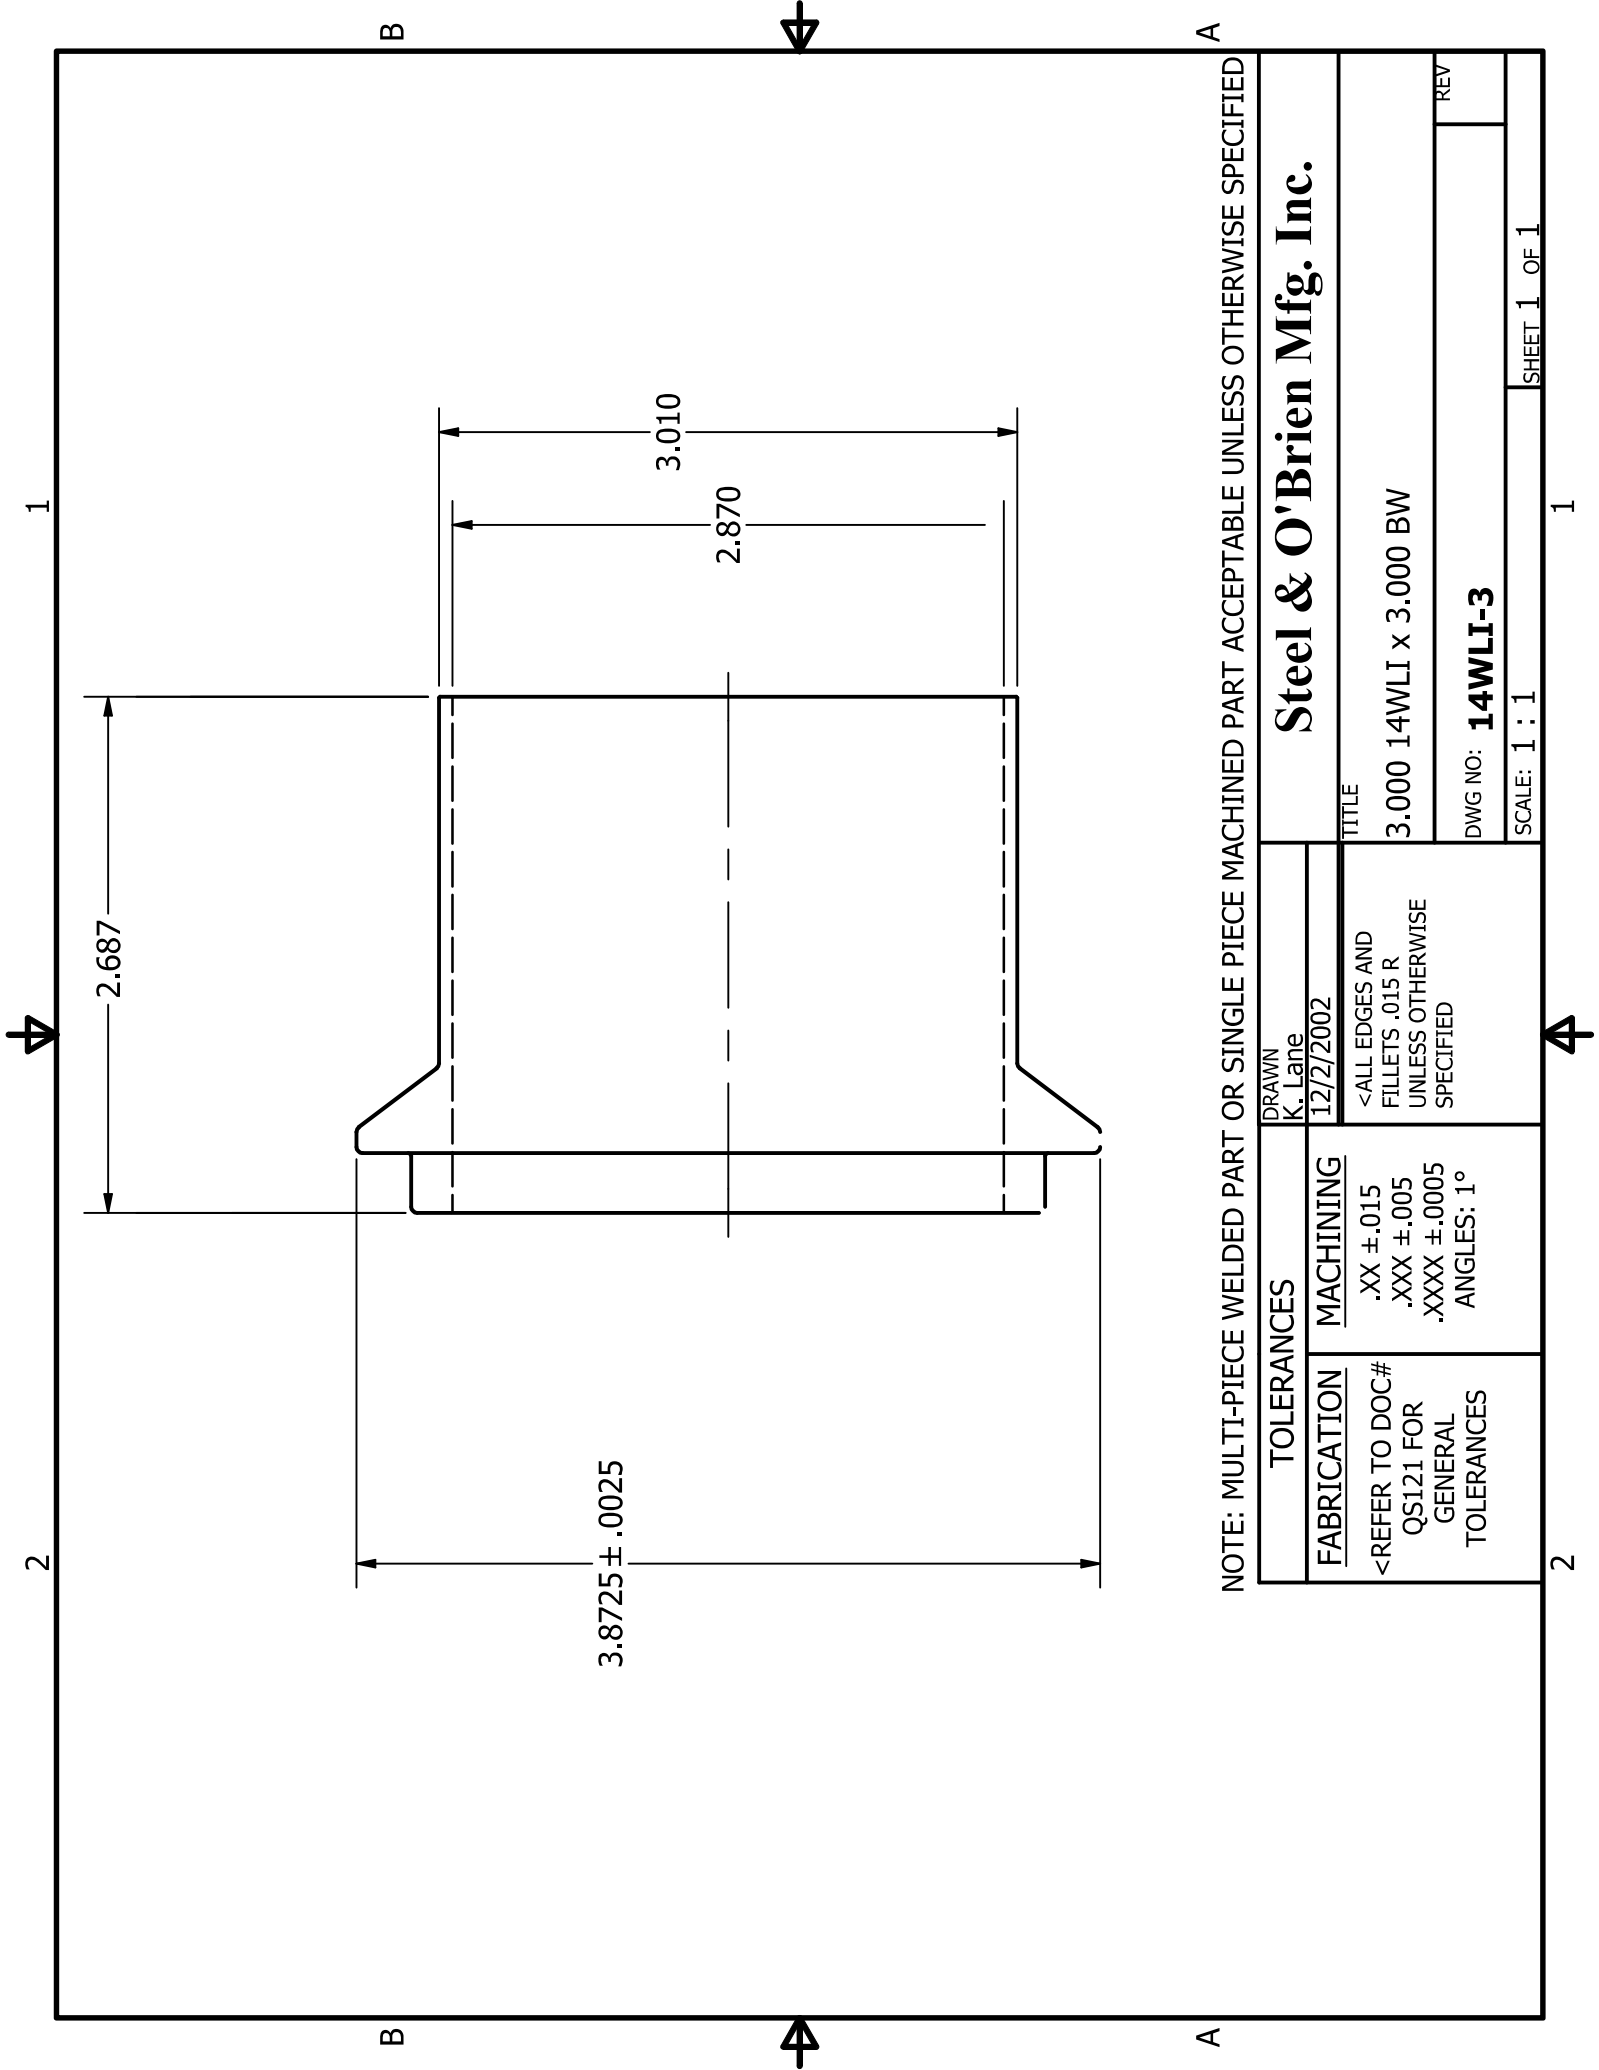 2
1
B
B
A
A
2.687
3.010
2.870
3.8725 ± .0025
NOTE: MULTI-PIECE WELDED PART OR SINGLE PIECE MACHINED PART ACCEPTABLE UNLESS OTHERWISE SPECIFIED
TOLERANCES
FABRICATION
<REFER TO DOC#
QS121 FOR
GENERAL
TOLERANCES
MACHINING
.XX ±.015
.XXX ±.005
.XXXX ±.0005
ANGLES: 1°
DRAWN
K. Lane
12/2/2002
<ALL EDGES AND
FILLETS .015 R
UNLESS OTHERWISE
SPECIFIED
Steel & O'Brien Mfg. Inc.
TITLE
3.000 14WLI x 3.000 BW
DWG NO: 14WLI-3
REV
SCALE: 1 : 1
SHEET 1 OF 1
2
1